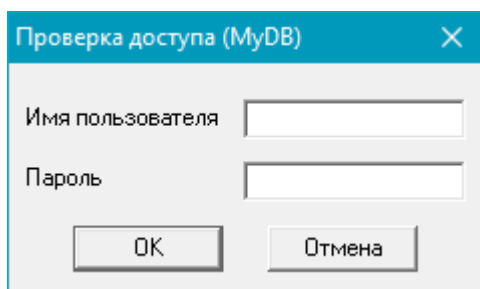 Проверка доступа (MyDB)
Имя пользователя
Пароль
OK
Отмена